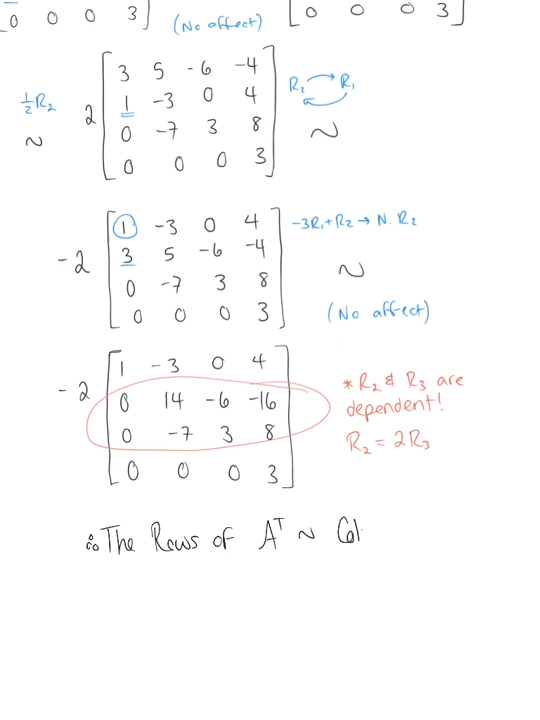 0 0 0 3] [0 0 0 3]
(No affect)
½R₂ ~ 2 [3 5 -6 -4
1 -3 0 4
0 -7 3 8
0 0 0 3] R₂ R₁ ~
-2 [1 -3 0 4
3 5 -6 -4
0 -7 3 8
0 0 0 3] -3R₁+R₂ → N. R₂
~
(No affect)
-2 [1 -3 0 4
0 14 -6 -16
0 -7 3 8
0 0 0 3]
* R₂ & R₃ are
dependent!
R₂ = 2R₃
∴ The Rows of Aᵀ ~ Col